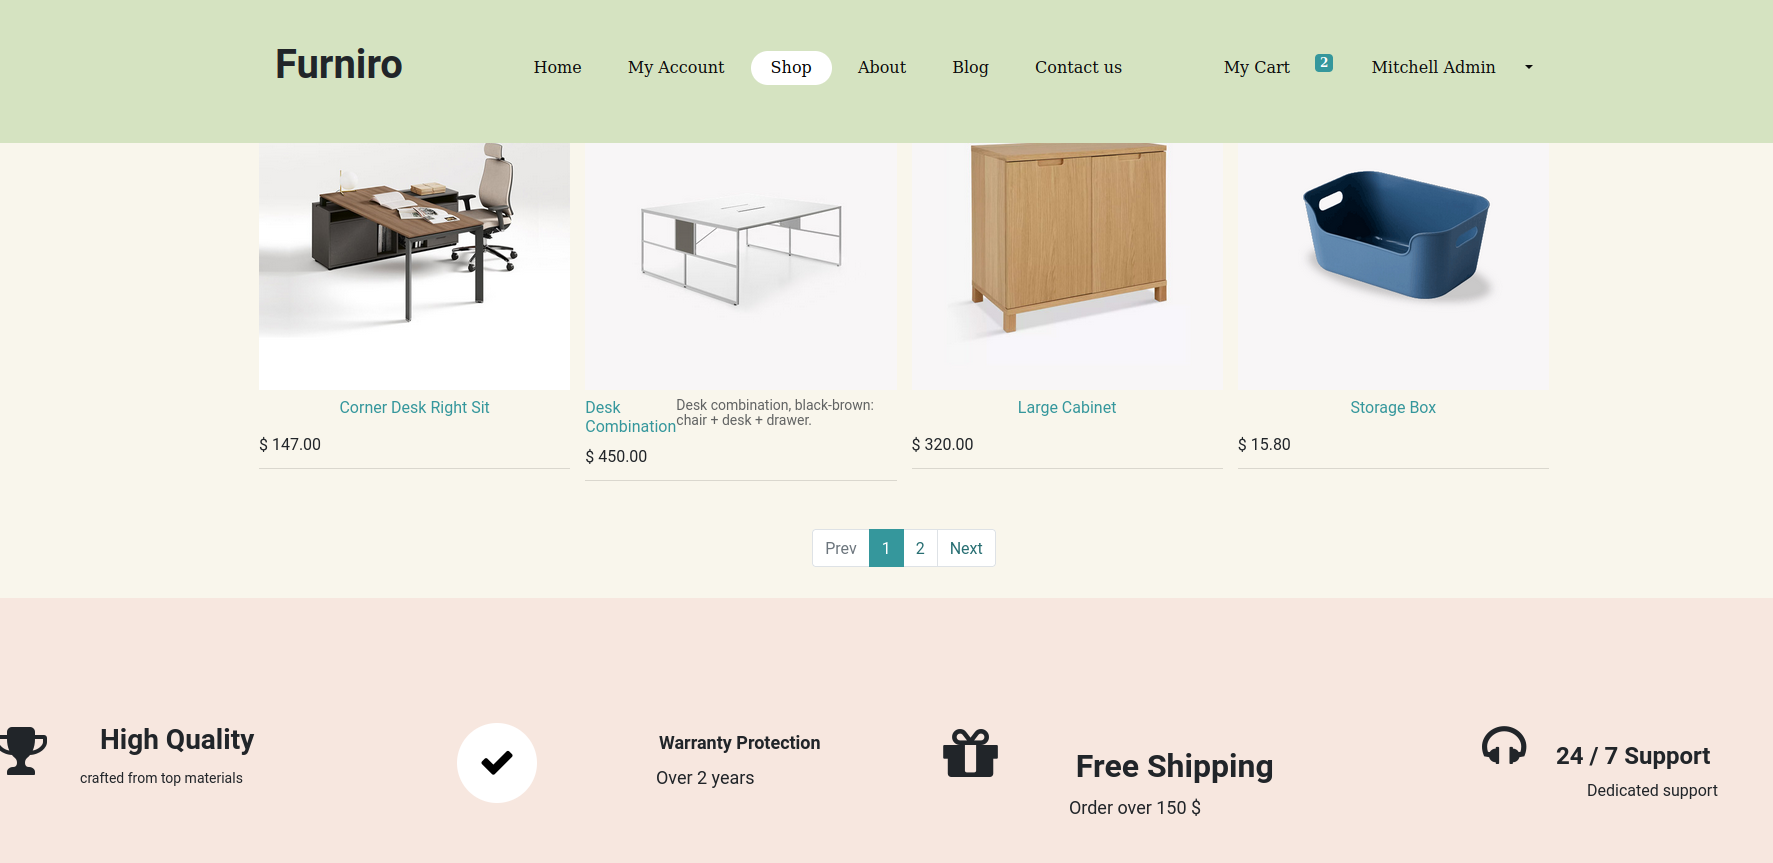 Furniro
Home My Account Shop About Blog Contact us My Cart 2 Mitchell Admin
Corner Desk Right Sit
$ 147.00
Desk
Combination
Desk combination, black-brown:
chair + desk + drawer.
$ 450.00
Large Cabinet
$ 320.00
Storage Box
$ 15.80
Prev 1 2 Next
High Quality
crafted from top materials
Warranty Protection
Over 2 years
Free Shipping
Order over 150 $
24 / 7 Support
Dedicated support